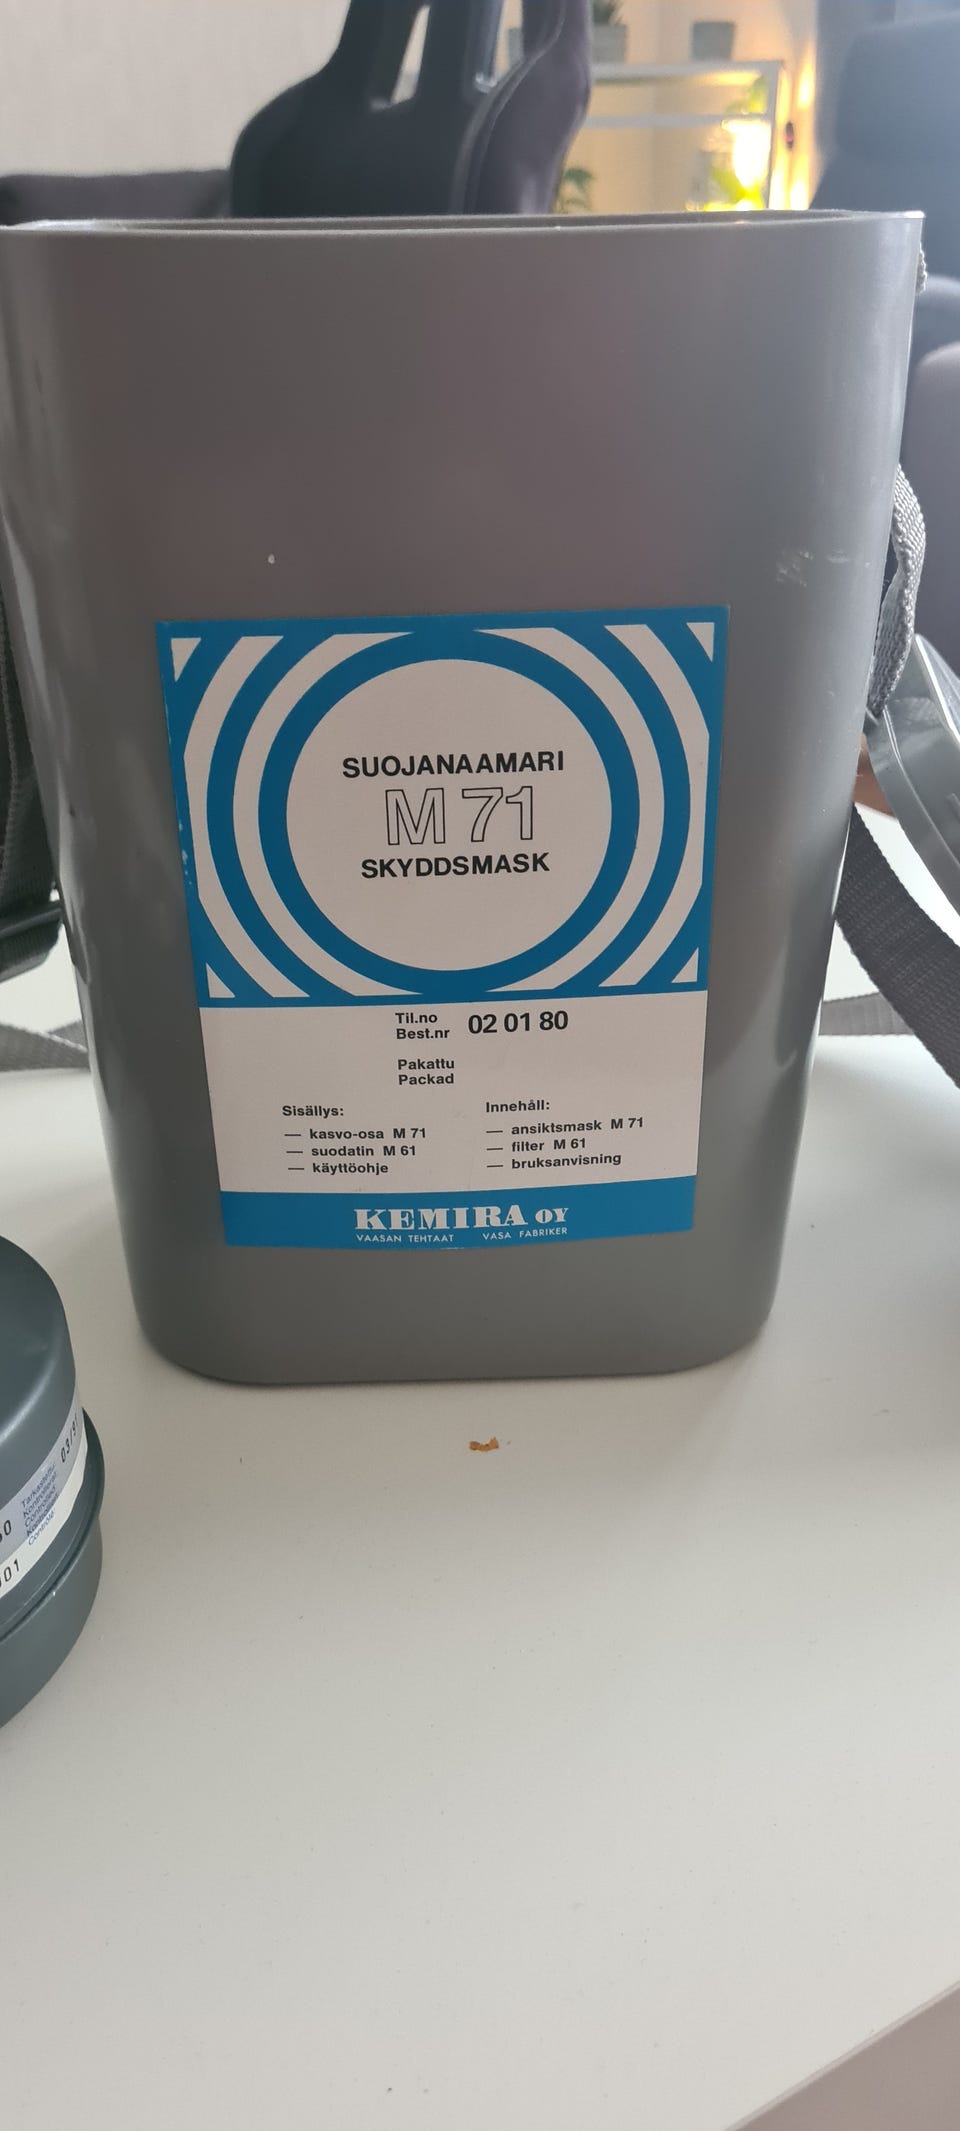 SUOJANAAMARI
M 71
SKYDDSMASK
Til.no
Best.nr 02 01 80
Pakattu
Packad
Sisällys:
— kasvo-osa M 71
— suodatin M 61
— käyttöohje
Innehåll:
— ansiktsmask M 71
— filter M 61
— bruksanvisning
KEMIRA OY
VAASAN TEHTAAT VASA FABRIKER
Tarkastettu